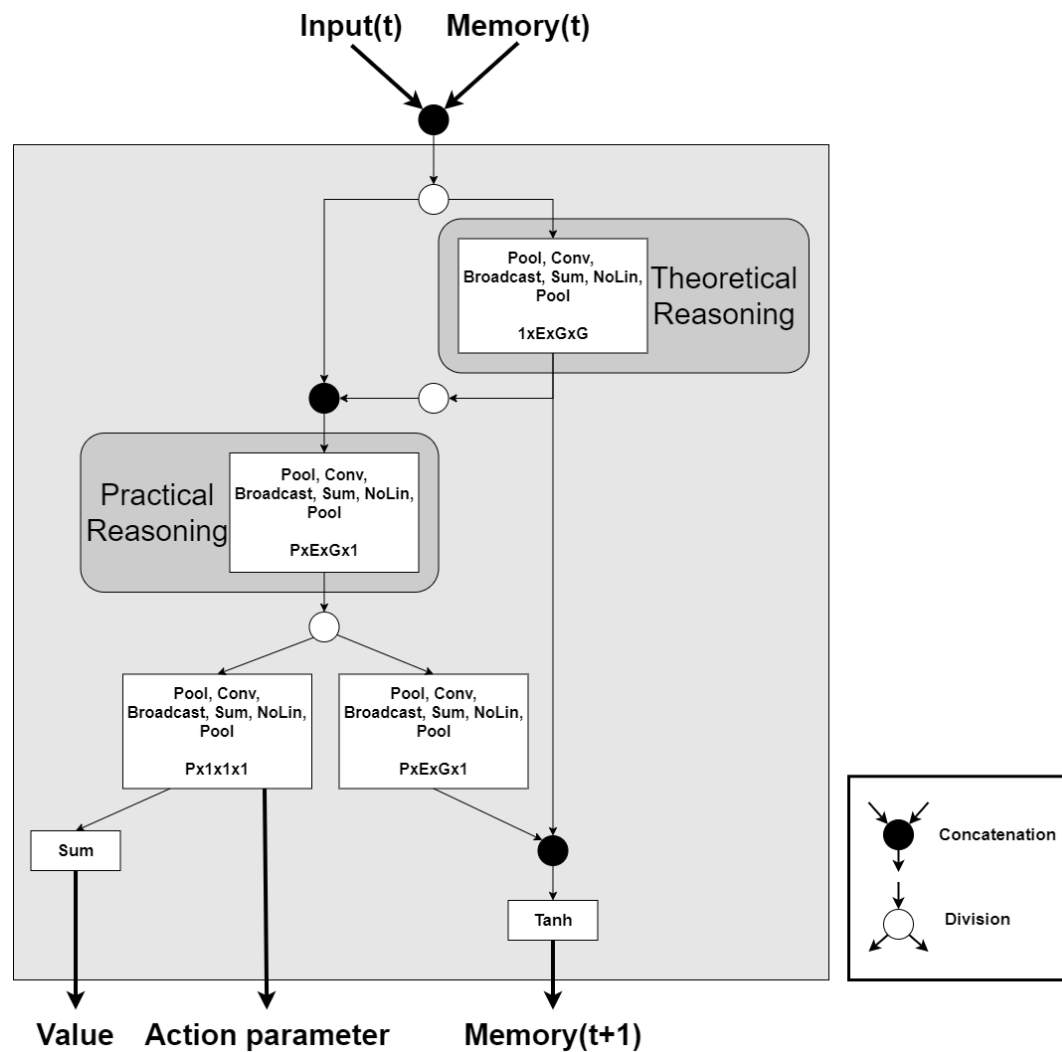 Input(t) Memory(t)
Pool, Conv,
Broadcast, Sum, NoLin,
Pool
1xExGxG
Theoretical
Reasoning
Practical
Reasoning
Pool, Conv,
Broadcast, Sum, NoLin,
Pool
PxExGx1
Pool, Conv,
Broadcast, Sum, NoLin,
Pool
Px1x1x1
Pool, Conv,
Broadcast, Sum, NoLin,
Pool
PxExGx1
Sum
Tanh
Concatenation
Division
Value Action parameter Memory(t+1)